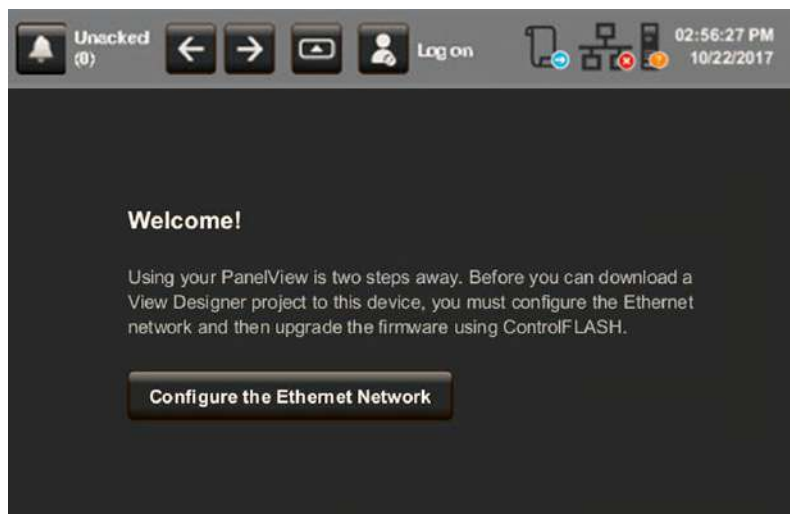 Unacked
(0)
Log on
02:56:27 PM
10/22/2017
Welcome!
Using your PanelView is two steps away. Before you can download a
View Designer project to this device, you must configure the Ethernet
network and then upgrade the firmware using ControlFLASH.
Configure the Ethernet Network